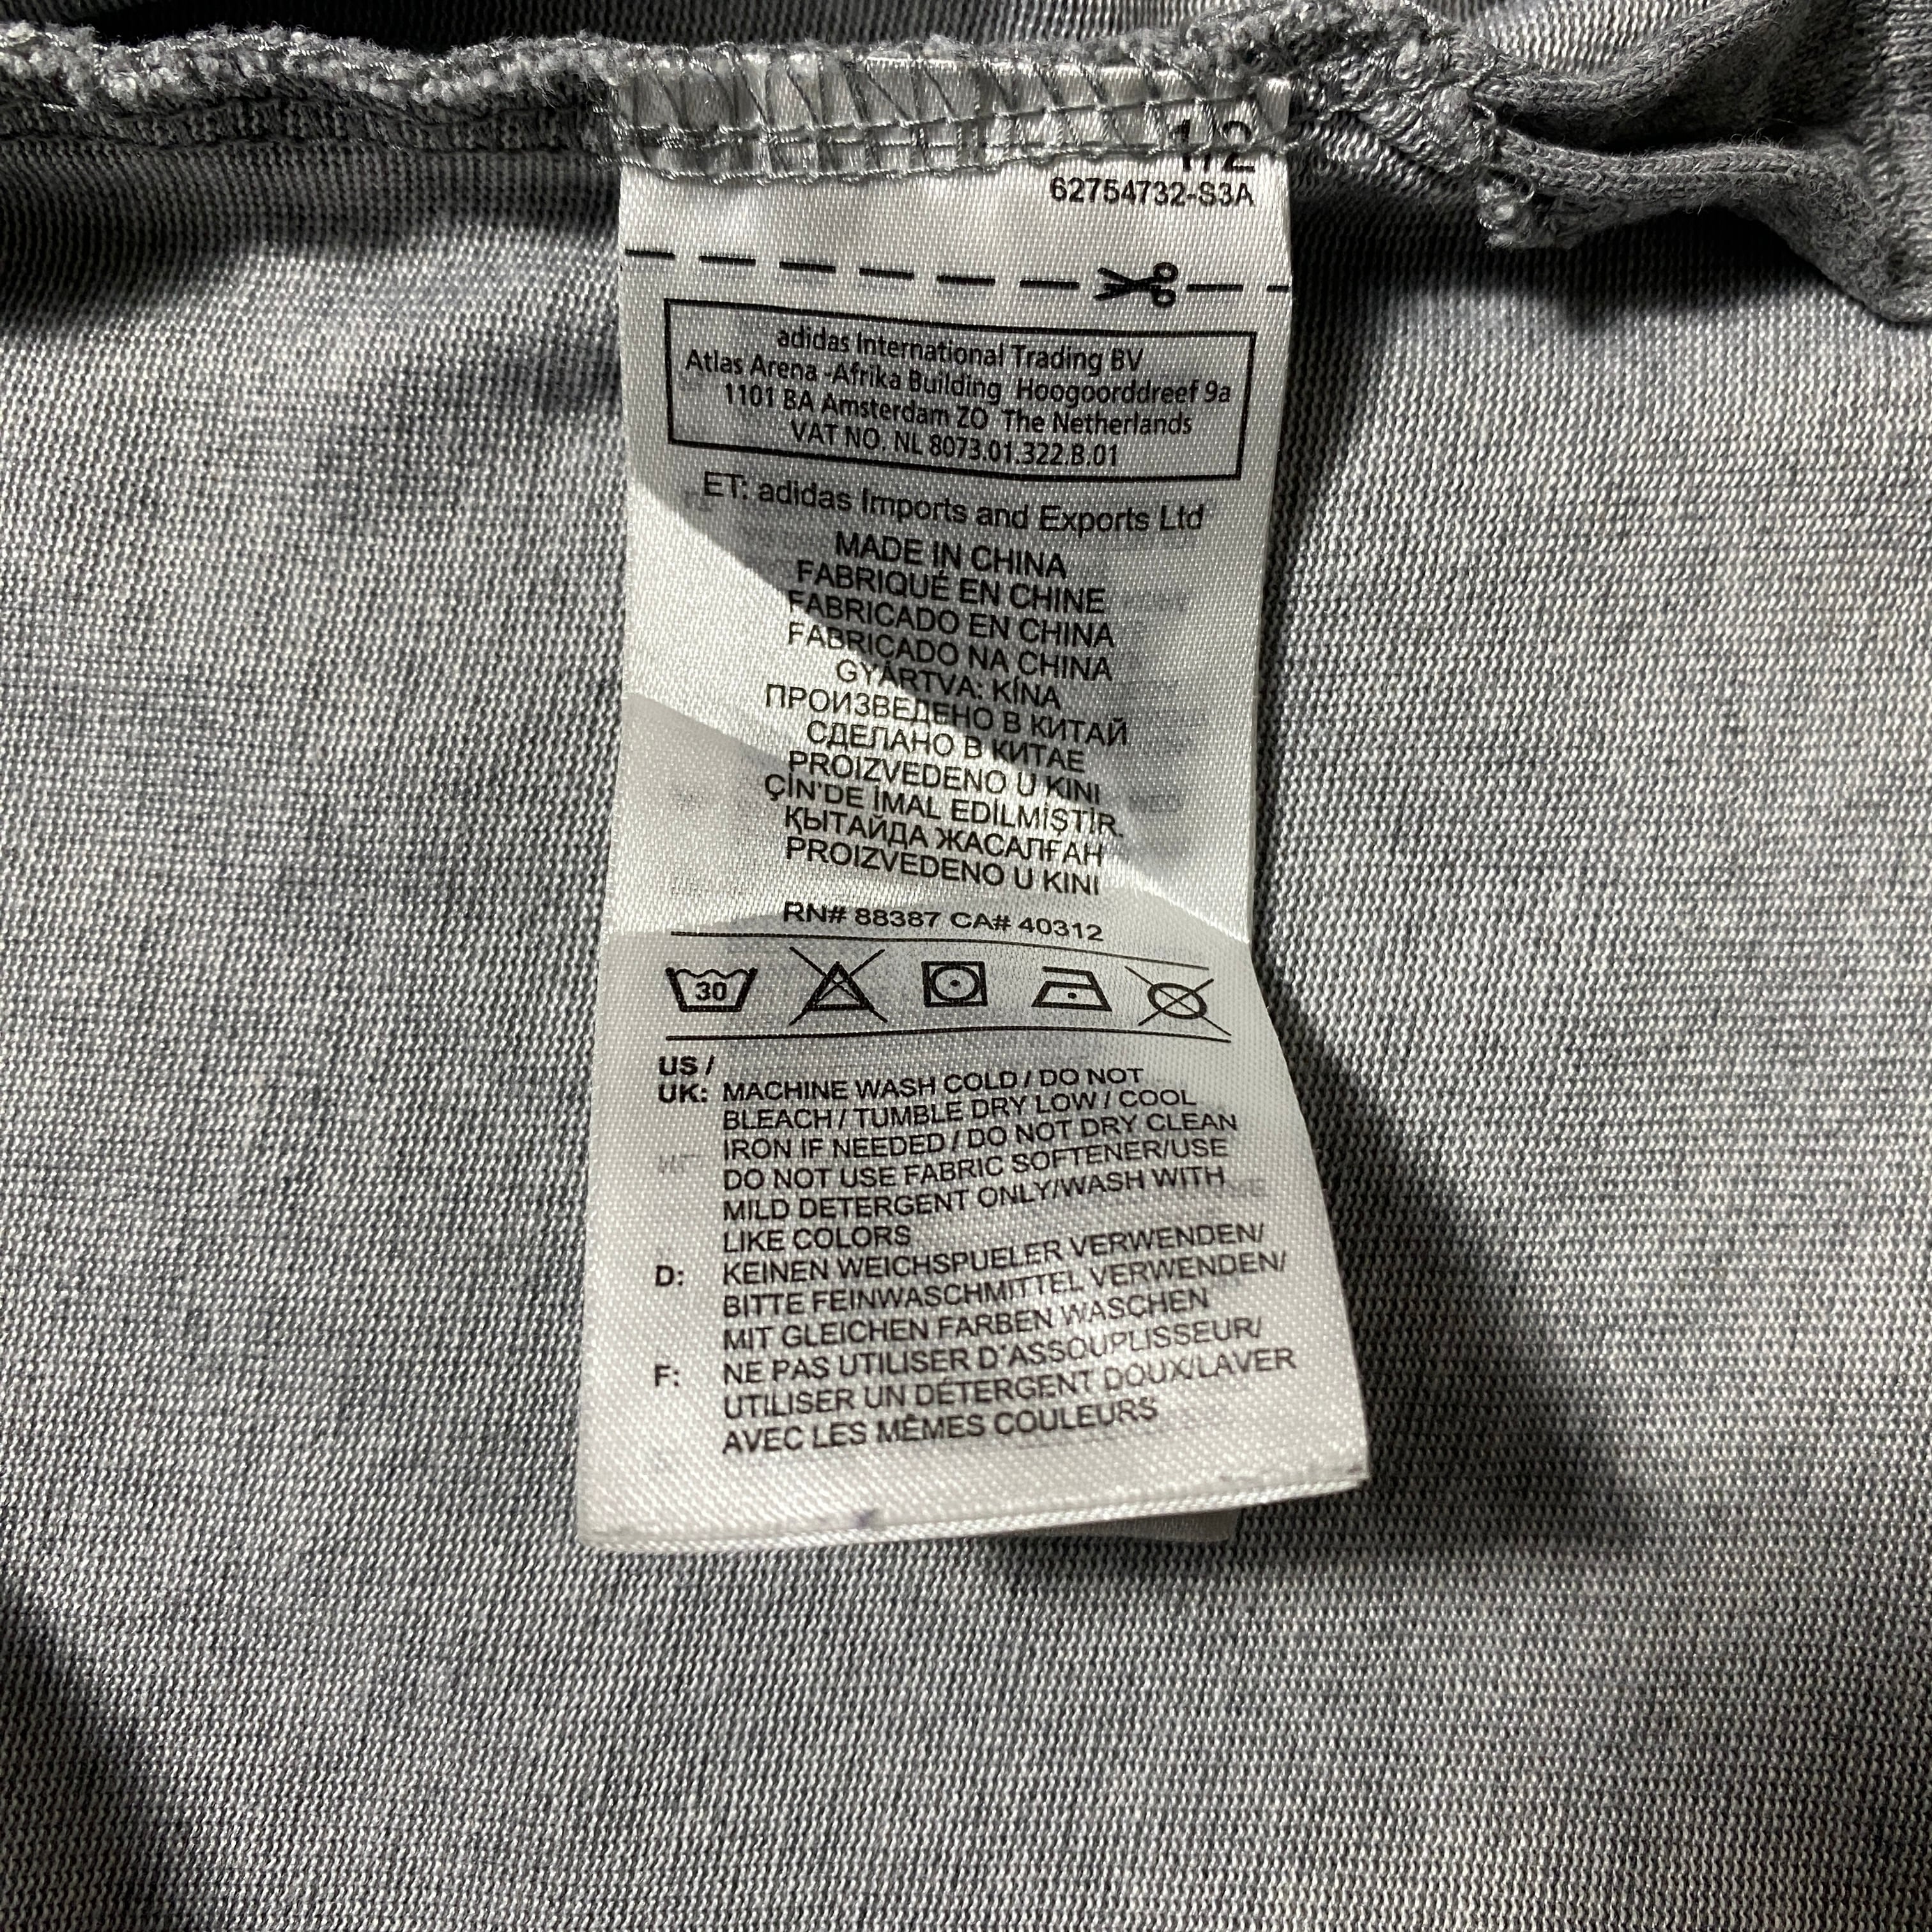 1/2
62754732-S3A
adidas International Trading BV
Atlas Arena -Afrika Building Hoogoorddreef 9a
1101 BA Amsterdam ZO The Netherlands
VAT NO. NL 8073.01.322.B.01
ET: adidas Imports and Exports Ltd
MADE IN CHINA
FABRIQUÉ EN CHINE
FABRICADO EN CHINA
FABRICADO NA CHINA
GYÁRTVA: KÍNA
ПРОИЗВЕДЕНО В КИТАЙ
СДЕЛАНО В КИТАЕ
PROIZVEDENO U KINI
ÇİN'DE İMAL EDİLMİŞTİR.
ҚЫТАЙДА ЖАСАЛҒАН
PROIZVEDENO U KINI
RN# 88387 CA# 40312
30
US /
UK: MACHINE WASH COLD / DO NOT
BLEACH / TUMBLE DRY LOW / COOL
IRON IF NEEDED / DO NOT DRY CLEAN
DO NOT USE FABRIC SOFTENER/USE
MILD DETERGENT ONLY/WASH WITH
LIKE COLORS
D: KEINEN WEICHSPUELER VERWENDEN/
BITTE FEINWASCHMITTEL VERWENDEN/
MIT GLEICHEN FARBEN WASCHEN
F: NE PAS UTILISER D'ASSOUPLISSEUR/
UTILISER UN DÉTERGENT DOUX/LAVER
AVEC LES MÊMES COULEURS